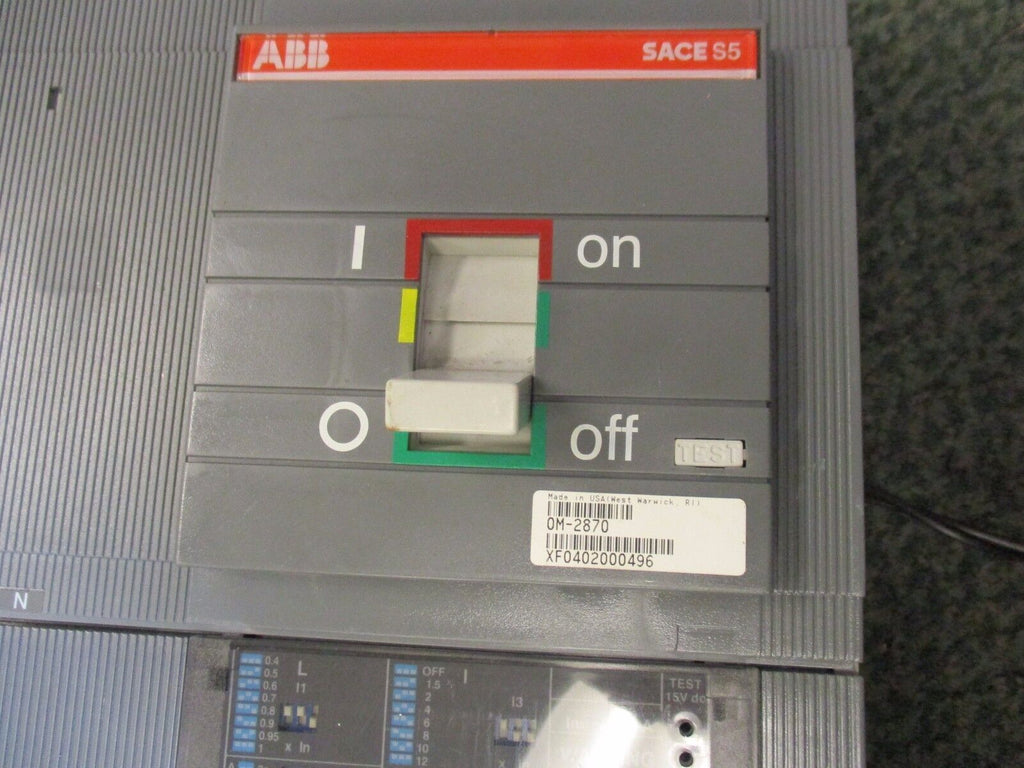 ABB SACE S5
I on
O off
TEST
Made in USA(West Warwick, RI)
OM-2870
XF0402000496
N
0.4
0.5
0.6
0.7
0.8
0.9
0.95
1
L
I1
x In
OFF
1.5
2
4
6
8
10
12
I
I3
x
TEST
15V dc